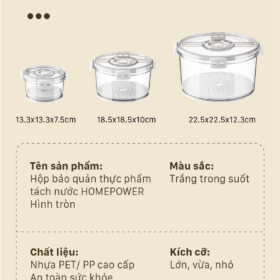 13.3x13.3x7.5cm
18.5x18.5x10cm
22.5x22.5x12.3cm
Tên sản phẩm:
Hộp bảo quản thực phẩm
tách nước HOMEPOWER
Hình tròn
Màu sắc:
Trắng trong suốt
Chất liệu:
Nhựa PET/ PP cao cấp
An toàn sức khỏe
Kích cỡ:
Lớn, vừa, nhỏ